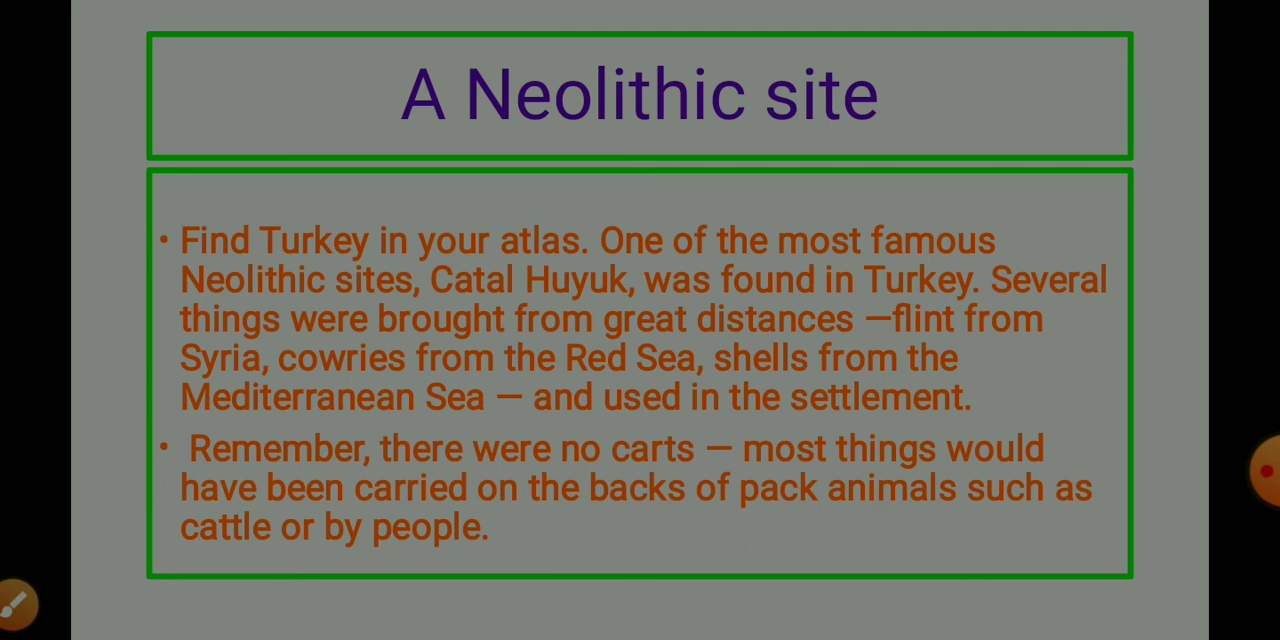 A Neolithic site
• Find Turkey in your atlas. One of the most famous
Neolithic sites, Catal Huyuk, was found in Turkey. Several
things were brought from great distances —flint from
Syria, cowries from the Red Sea, shells from the
Mediterranean Sea — and used in the settlement.
• Remember, there were no carts — most things would
have been carried on the backs of pack animals such as
cattle or by people.